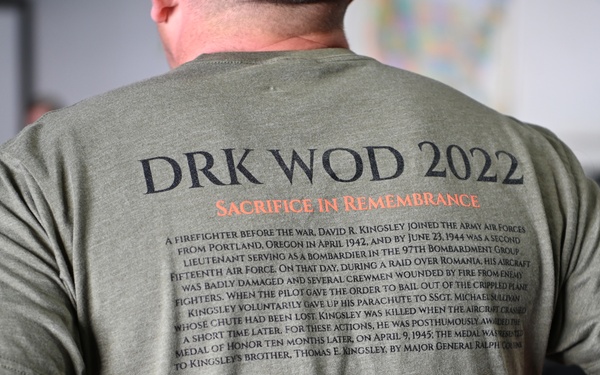 DRK WOD 2022
SACRIFICE IN REMEMBRANCE
A FIREFIGHTER BEFORE THE WAR, DAVID R. KINGSLEY JOINED THE ARMY AIR FORCES
FROM PORTLAND, OREGON IN APRIL 1942, AND BY JUNE 23, 1944 WAS A SECOND
LIEUTENANT SERVING AS A BOMBARDIER IN THE 97TH BOMBARDMENT GROUP,
FIFTEENTH AIR FORCE. ON THAT DAY, DURING A RAID OVER ROMANIA, HIS AIRCRAFT
WAS BADLY DAMAGED AND SEVERAL CREWMEN WOUNDED BY FIRE FROM ENEMY
FIGHTERS. WHEN THE PILOT GAVE THE ORDER TO BAIL OUT OF THE CRIPPLED PLANE
KINGSLEY VOLUNTARILY GAVE UP HIS PARACHUTE TO SSGT. MICHAEL SULLIVAN
WHOSE CHUTE HAD BEEN LOST. KINGSLEY WAS KILLED WHEN THE AIRCRAFT CRASHED
A SHORT TIME LATER. FOR THESE ACTIONS, HE WAS POSTHUMOUSLY AWARDED THE
MEDAL OF HONOR TEN MONTHS LATER, ON APRIL 9, 1945; THE MEDAL WAS
TO KINGSLEY'S BROTHER, THOMAS E. KINGSLEY, BY MAJOR GENERAL RALPH